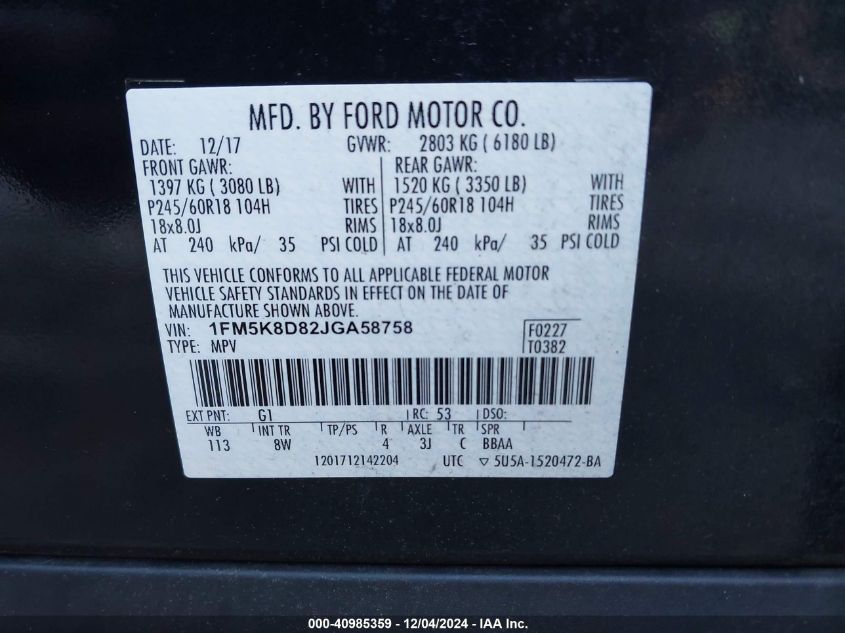 MFD. BY FORD MOTOR CO.
DATE: 12/17 GVWR: 2803 KG ( 6180 LB)
FRONT GAWR: REAR GAWR:
1397 KG ( 3080 LB) WITH 1520 KG ( 3350 LB) WITH
P245/60R18 104H TIRES P245/60R18 104H TIRES
18x8.0J RIMS 18x8.0J RIMS
AT 240 kPa/ 35 PSI COLD AT 240 kPa/ 35 PSI COLD
THIS VEHICLE CONFORMS TO ALL APPLICABLE FEDERAL MOTOR
VEHICLE SAFETY STANDARDS IN EFFECT ON THE DATE OF
MANUFACTURE SHOWN ABOVE.
VIN: 1FM5K8D82JGA58758 F0227
TYPE: MPV T0382
EXT PNT: G1 RC: 53 DSO:
WB INT TR TP/PS R AXLE TR SPR
113 8W 4 3J C BBAA
1201712142204 UTC ▽ 5U5A-1520472-BA
000-40985359 - 12/04/2024 - IAA Inc.